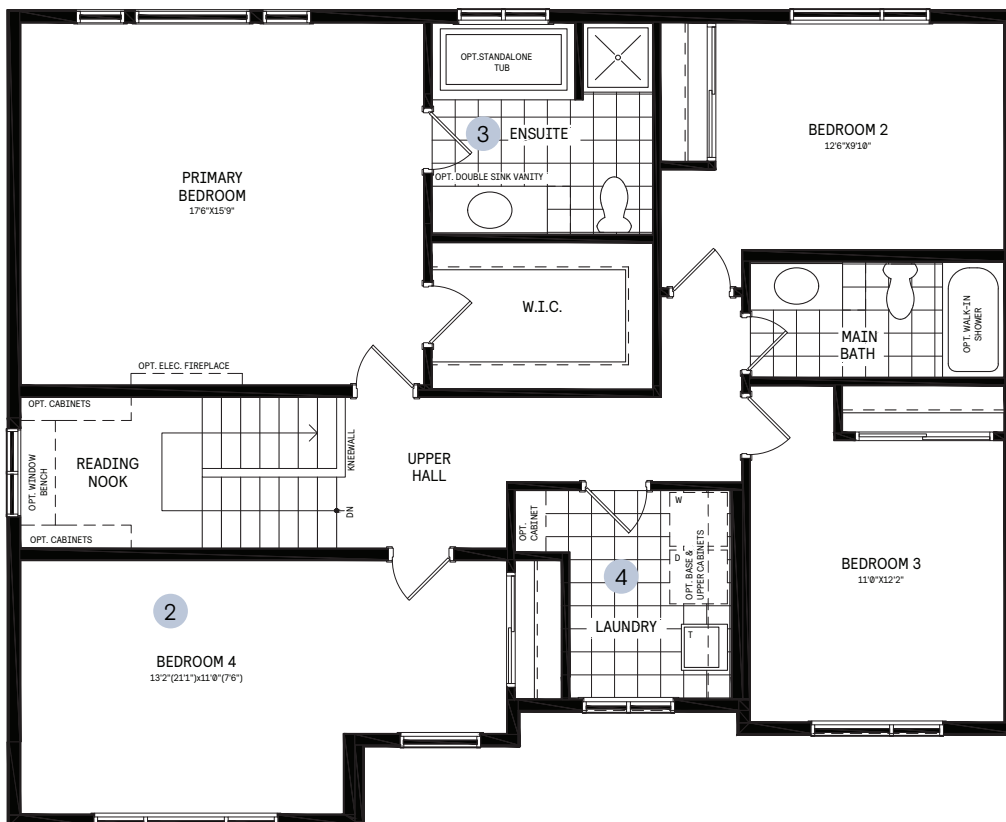 OPT.STANDALONE
TUB
3
ENSUITE
OPT. DOUBLE SINK VANITY
PRIMARY
BEDROOM
17'6"X15'9"
BEDROOM 2
12'6"X9'10"
W.I.C.
MAIN
BATH
OPT. WALK-IN
SHOWER
OPT. ELEC. FIREPLACE
OPT. CABINETS
OPT. WINDOW
BENCH
READING
NOOK
OPT. CABINETS
KNEEWALL
DN
UPPER
HALL
OPT.
CABINET
W
D
OPT. BASE &
UPPER CABINETS
4
LAUNDRY
T
BEDROOM 3
11'0"X12'2"
2
BEDROOM 4
13'2"(21'1")x11'0"(7'6")